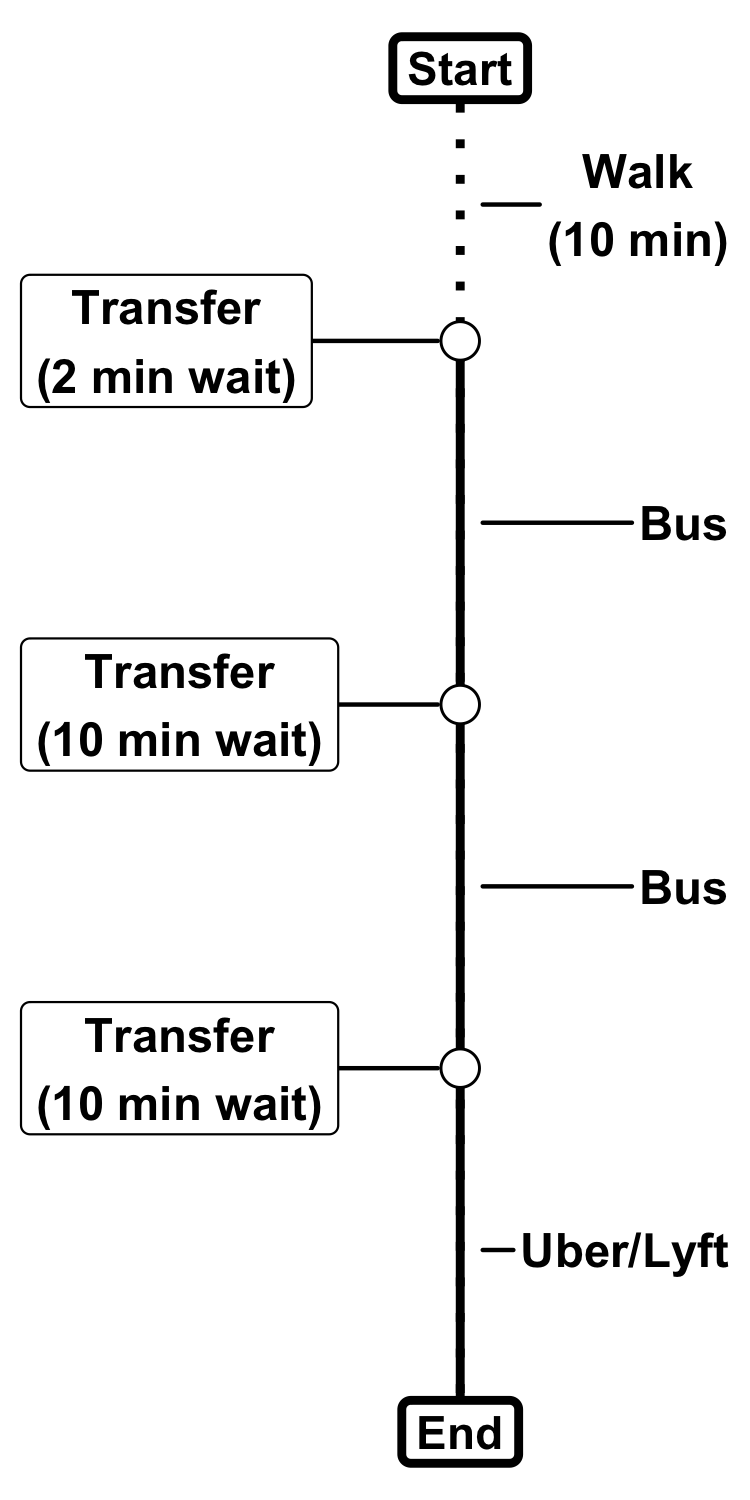 Start
Walk
(10 min)
Transfer
(2 min wait)
Bus
Transfer
(10 min wait)
Bus
Transfer
(10 min wait)
Uber/Lyft
End